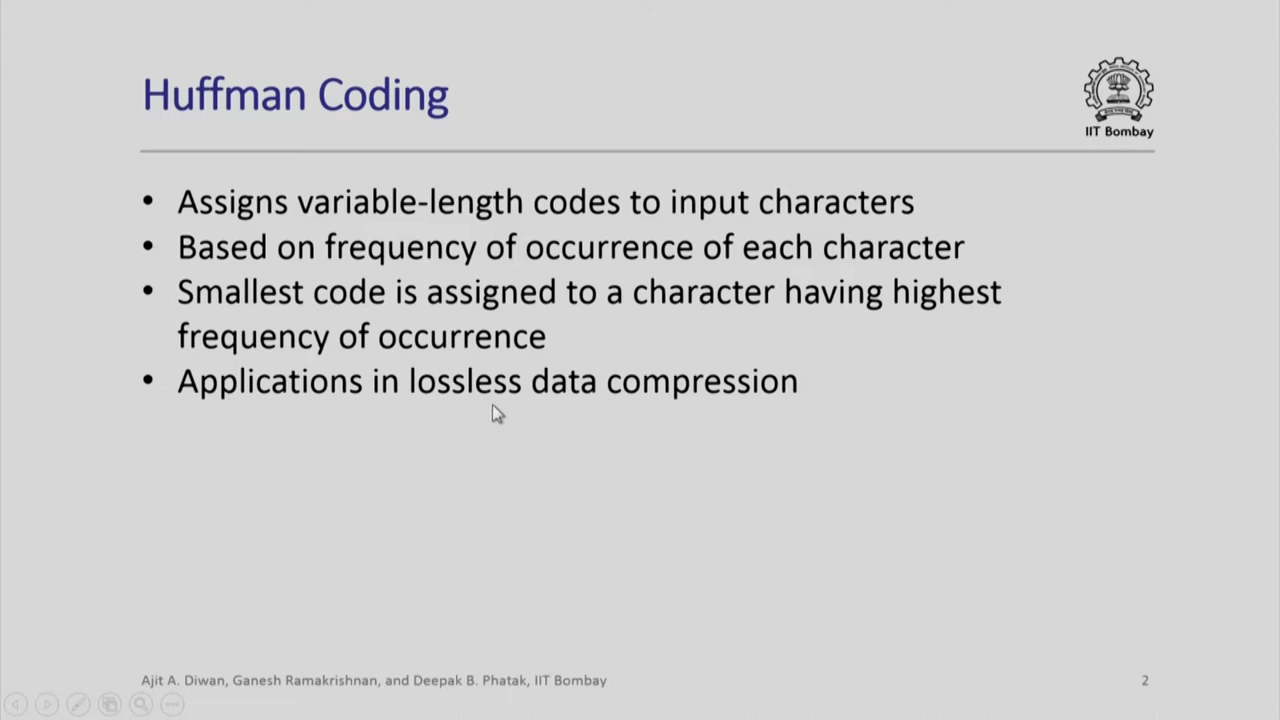 Huffman Coding
IIT Bombay
• Assigns variable-length codes to input characters
• Based on frequency of occurrence of each character
• Smallest code is assigned to a character having highest
frequency of occurrence
• Applications in lossless data compression
Ajit A. Diwan, Ganesh Ramakrishnan, and Deepak B. Phatak, IIT Bombay
2